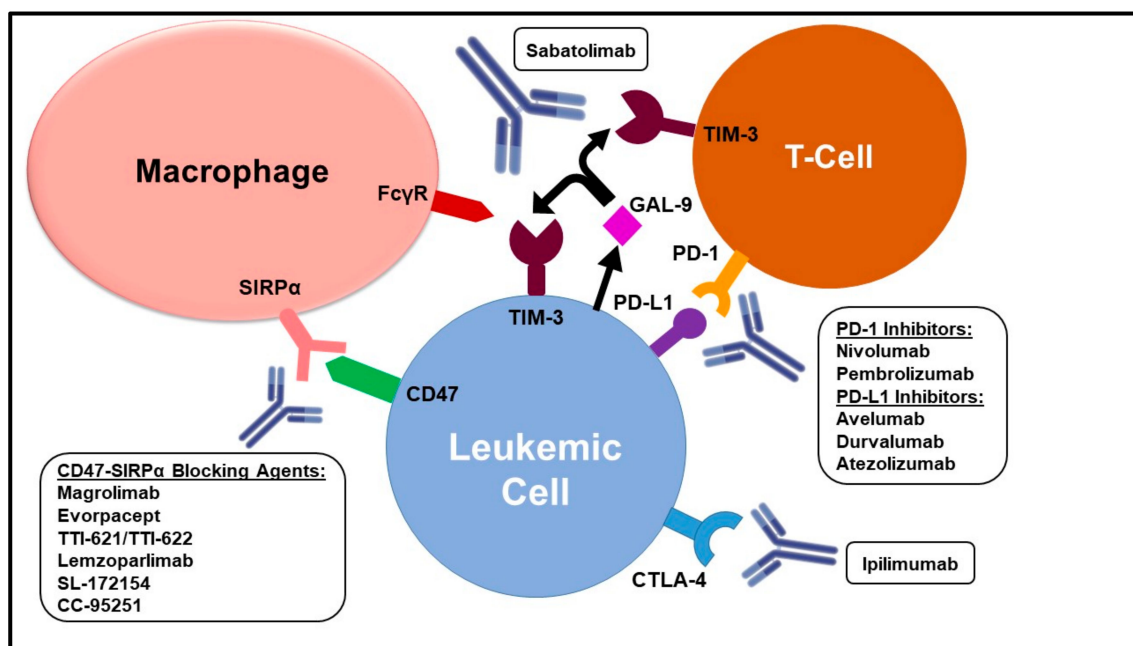 Sabatolimab
Macrophage
FcγR
TIM-3
T-Cell
GAL-9
SIRPα
TIM-3
PD-L1
PD-1
CD47
Leukemic
Cell
PD-1 Inhibitors:
Nivolumab
Pembrolizumab
PD-L1 Inhibitors:
Avelumab
Durvalumab
Atezolizumab
CD47-SIRPα Blocking Agents:
Magrolimab
Evorpacept
TTI-621/TTI-622
Lemzoparlimab
SL-172154
CC-95251
CTLA-4
Ipilimumab